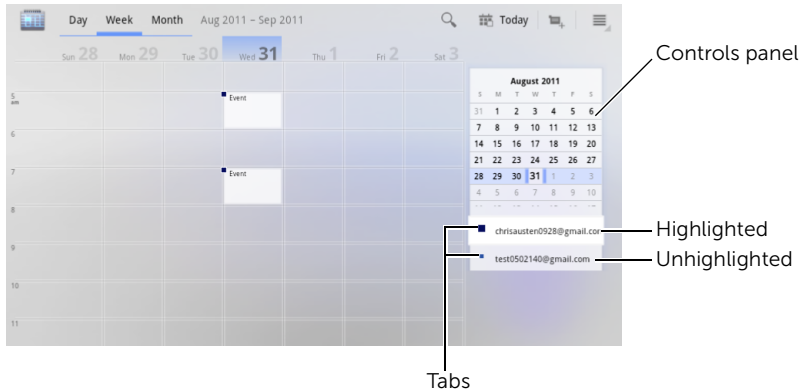 Day Week Month Aug 2011 – Sep 2011 Today
Sun 28 Mon 29 Tue 30 Wed 31 Thu 1 Fri 2 Sat 3
Controls panel
August 2011
S M T W T F S
31 1 2 3 4 5 6
7 8 9 10 11 12 13
14 15 16 17 18 19 20
21 22 23 24 25 26 27
28 29 30 31 1 2 3
4 5 6 7 8 9 10
5
am
Event
6
7
Event
8
chrisausten0928@gmail.com
Highlighted
9
test0502140@gmail.com
Unhighlighted
10
11
Tabs